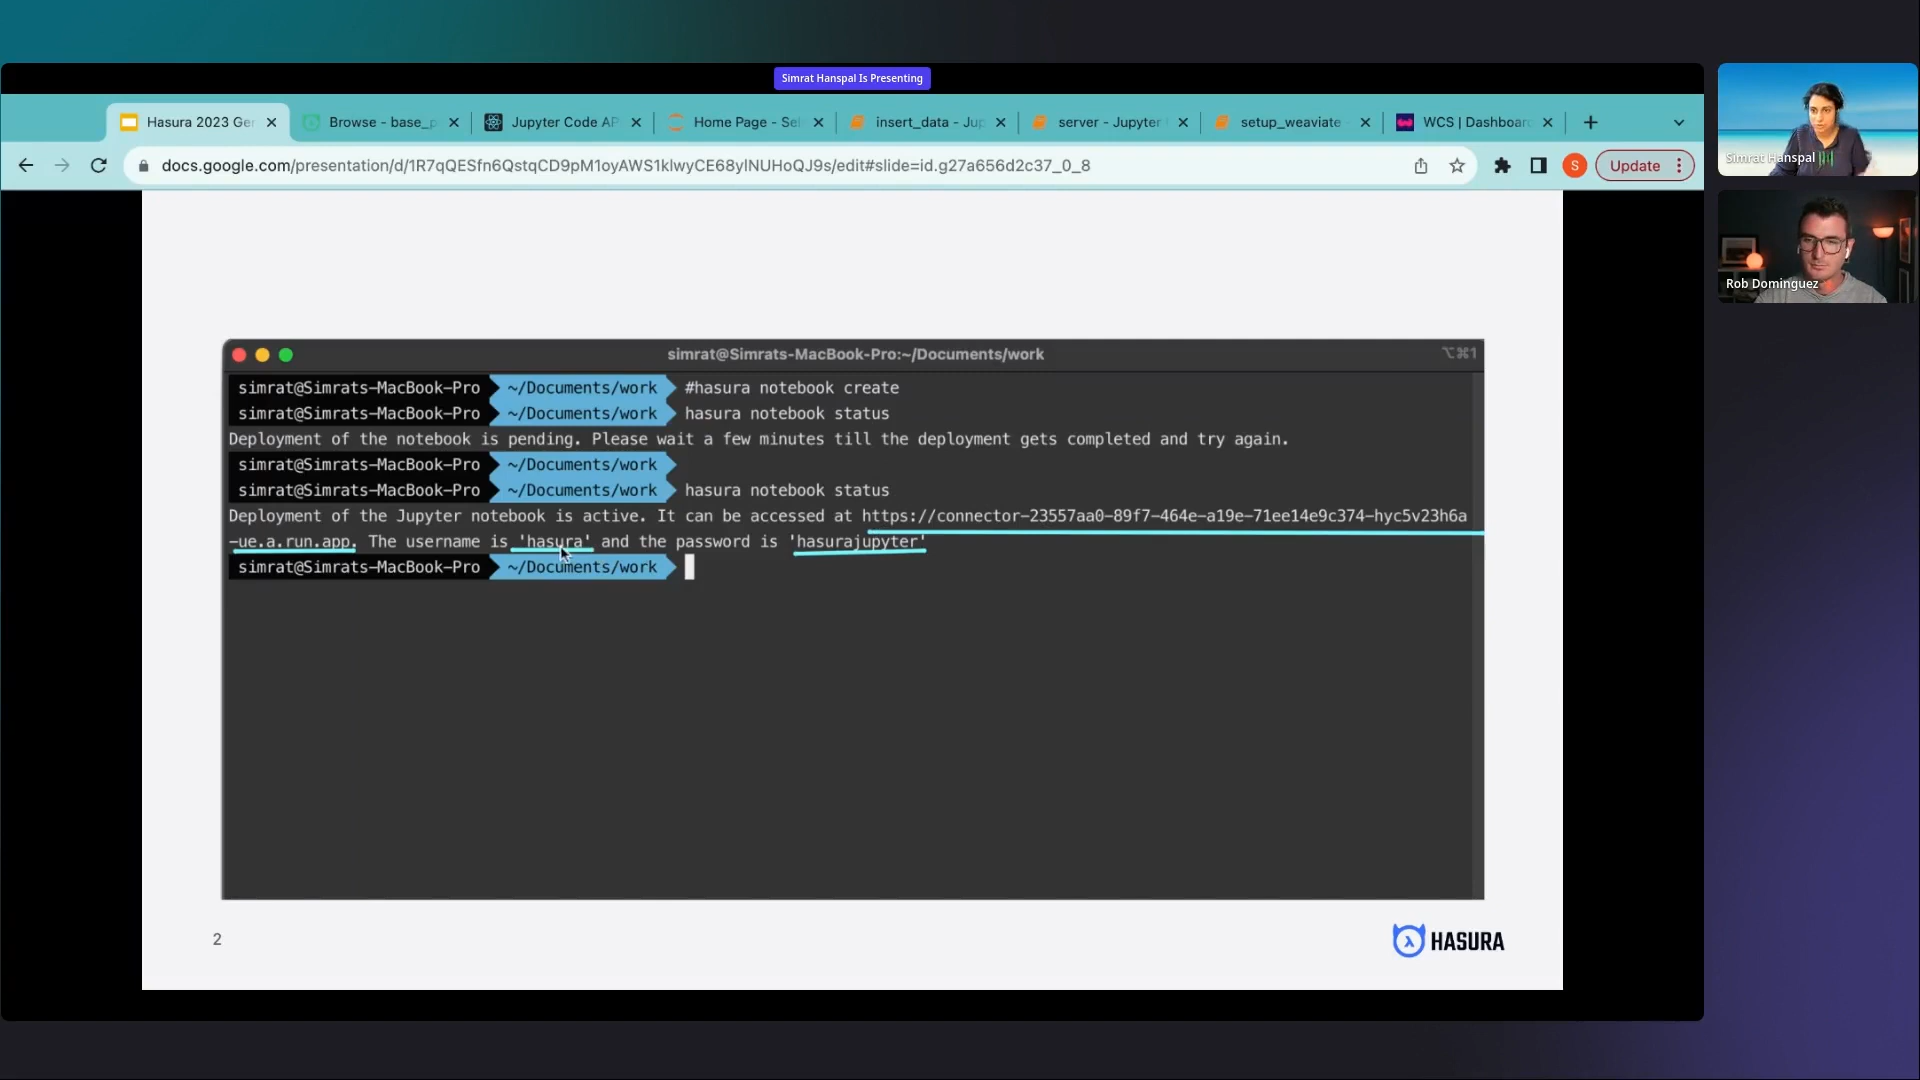 Simrat Hanspal Is Presenting
Hasura 2023 Ger
Browse - base_p
Jupyter Code AP
Home Page - Sel
insert_data - Jup
server - Jupyter
setup_weaviate -
WCS | Dashboard
docs.google.com/presentation/d/1R7qQESfn6QstqCD9pM1oyAWS1klwyCE68ylNUHoQJ9s/edit#slide=id.g27a656d2c37_0_8
S
Update
Simrat Hanspal
Rob Dominguez
simrat@Simrats-MacBook-Pro:~/Documents/work
⌥⌘1
simrat@Simrats-MacBook-Pro ~/Documents/work #hasura notebook create
simrat@Simrats-MacBook-Pro ~/Documents/work hasura notebook status
Deployment of the notebook is pending. Please wait a few minutes till the deployment gets completed and try again.
simrat@Simrats-MacBook-Pro ~/Documents/work
simrat@Simrats-MacBook-Pro ~/Documents/work hasura notebook status
Deployment of the Jupyter notebook is active. It can be accessed at https://connector-23557aa0-89f7-464e-a19e-71ee14e9c374-hyc5v23h6a
-ue.a.run.app. The username is 'hasura' and the password is 'hasurajupyter'
simrat@Simrats-MacBook-Pro ~/Documents/work
2
HASURA